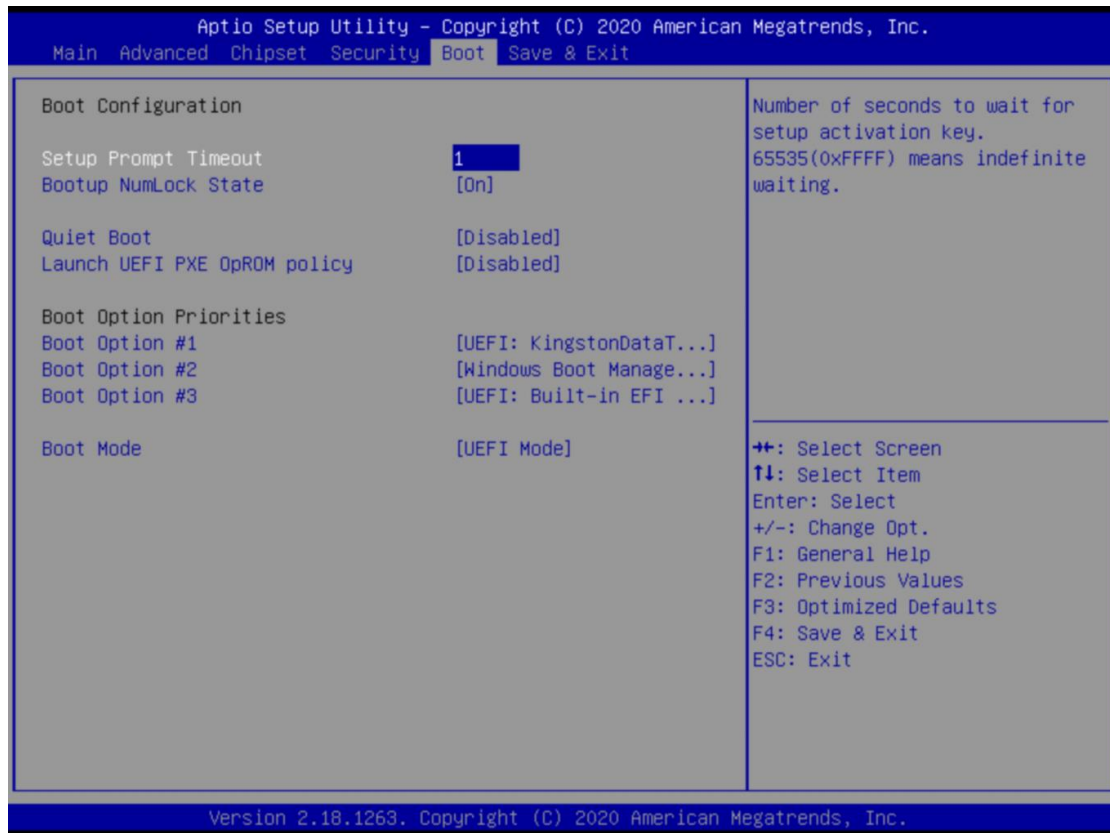 Aptio Setup Utility – Copyright (C) 2020 American Megatrends, Inc.
Main Advanced Chipset Security Boot Save & Exit
Boot Configuration
Setup Prompt Timeout 1
Bootup NumLock State [On]
Quiet Boot [Disabled]
Launch UEFI PXE OpROM policy [Disabled]
Boot Option Priorities
Boot Option #1 [UEFI: KingstonDataT...]
Boot Option #2 [Windows Boot Manage...]
Boot Option #3 [UEFI: Built-in EFI ...]
Boot Mode [UEFI Mode]
Number of seconds to wait for
setup activation key.
65535(0xFFFF) means indefinite
waiting.
→←: Select Screen
↑↓: Select Item
Enter: Select
+/-: Change Opt.
F1: General Help
F2: Previous Values
F3: Optimized Defaults
F4: Save & Exit
ESC: Exit
Version 2.18.1263. Copyright (C) 2020 American Megatrends, Inc.